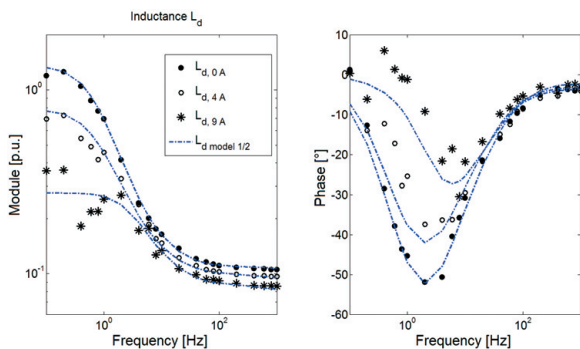 Inductance L_d
Module [p.u.]
10^0
10^-1
10^0
10^2
Frequency [Hz]
L_d, 0 A
L_d, 4 A
L_d, 9 A
L_d model 1/2
Phase [°]
10
0
-10
-20
-30
-40
-50
-60
10^0
10^2
Frequency [Hz]